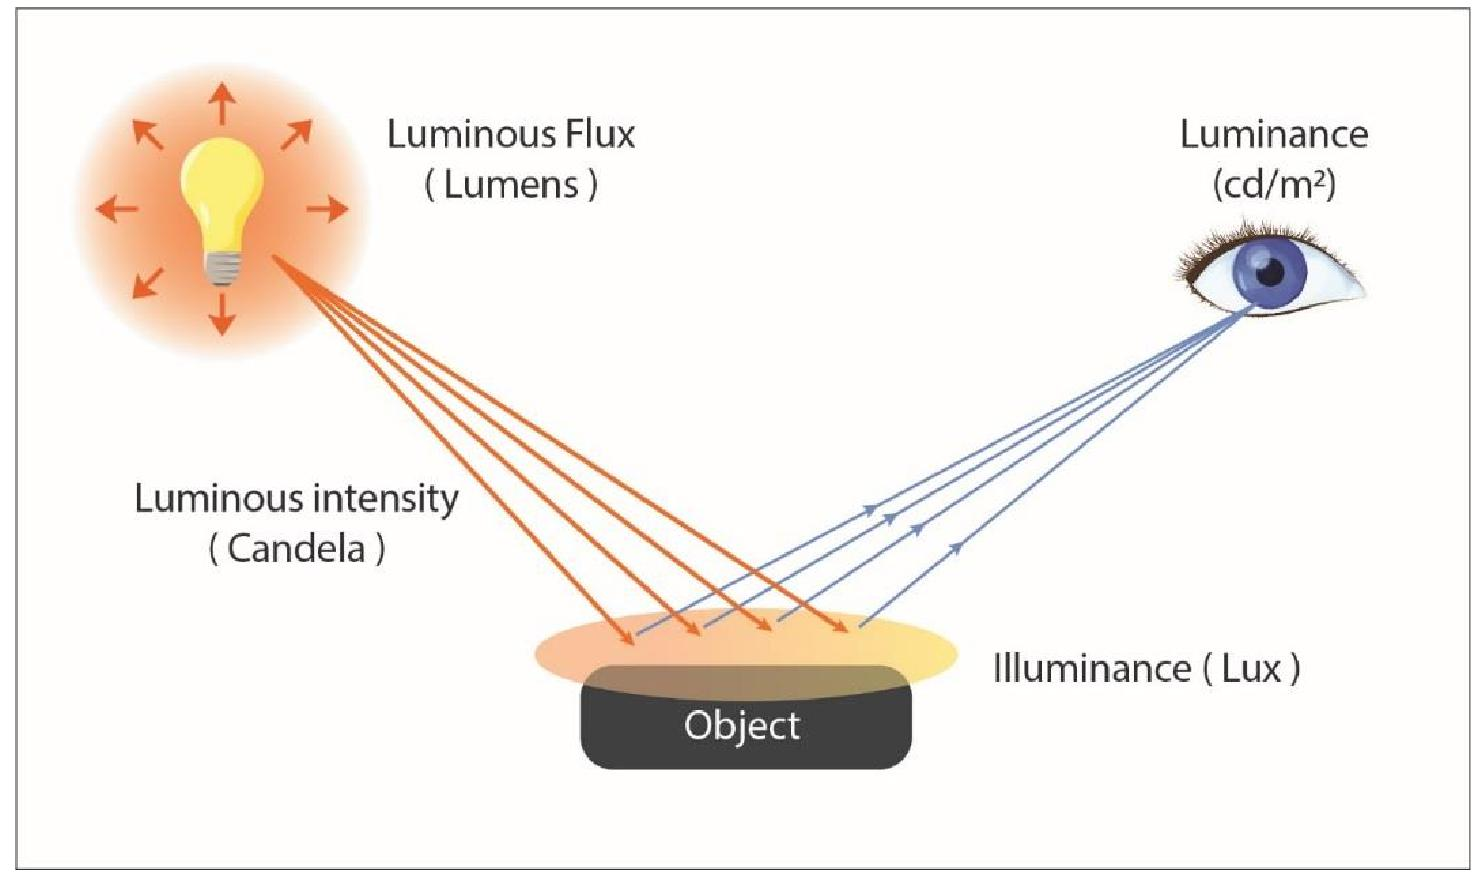 Luminous Flux
( Lumens )
Luminance
(cd/m²)
Luminous intensity
( Candela )
Illuminance ( Lux )
Object